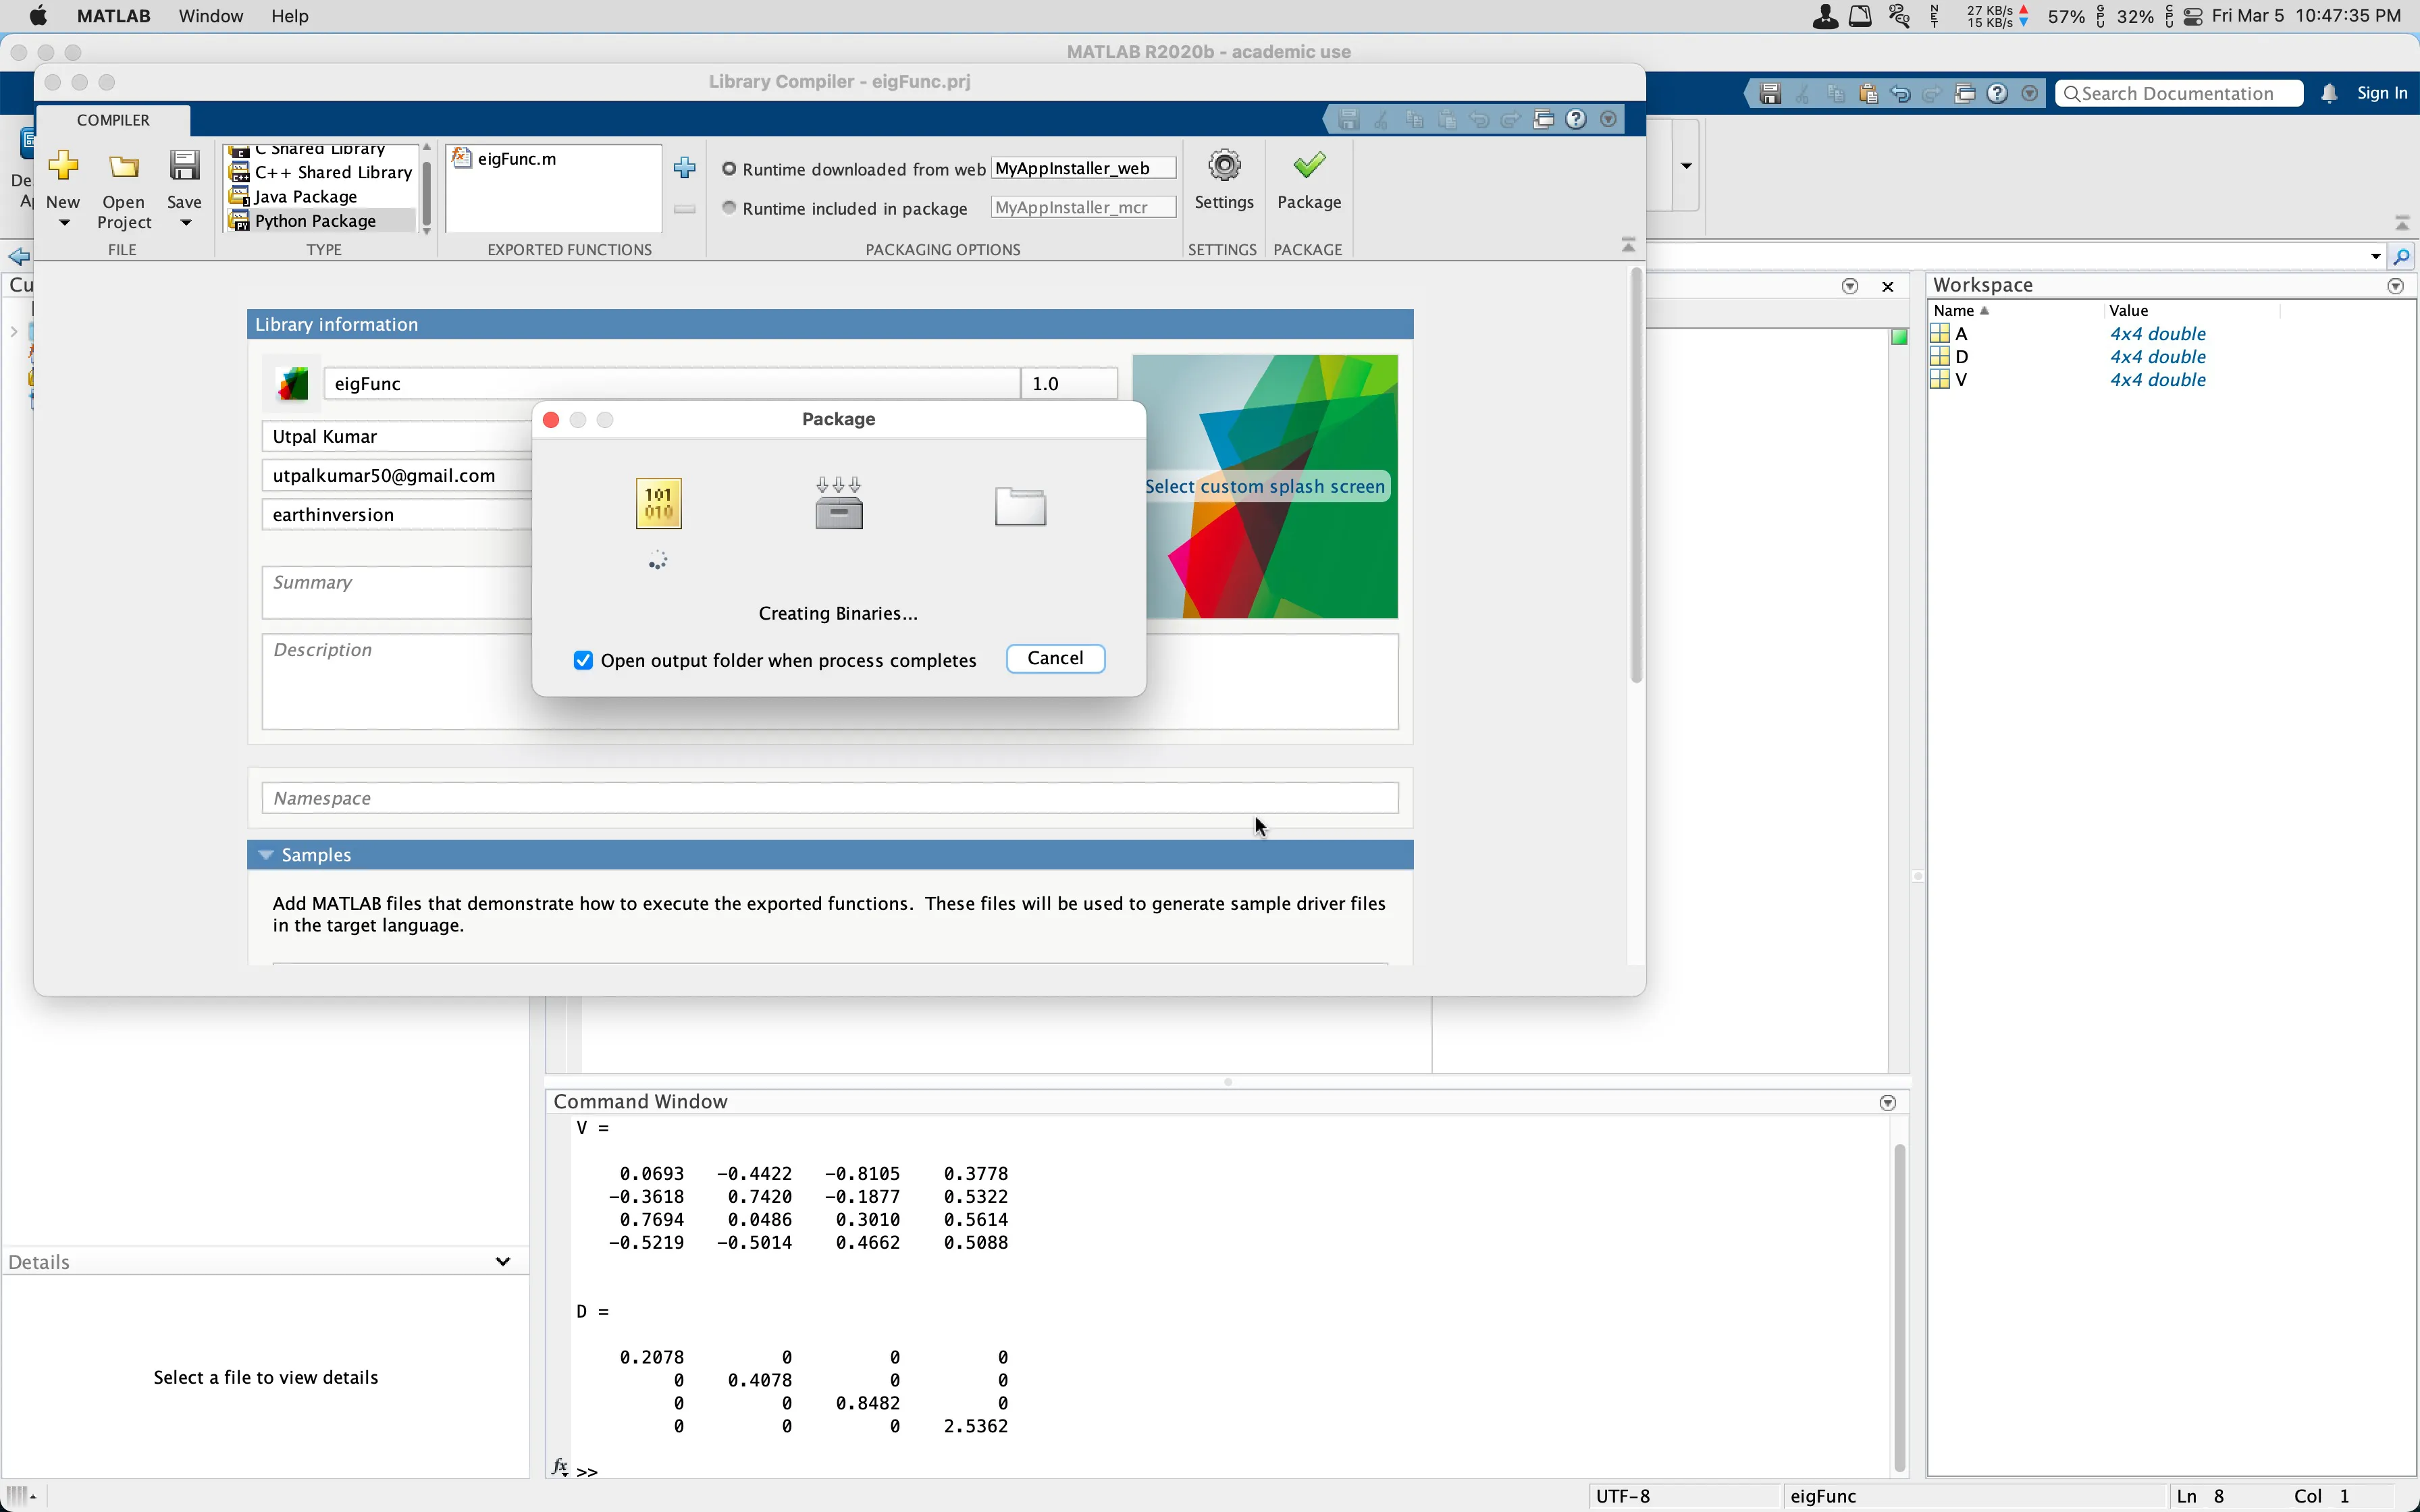 MATLAB Window Help
NET 27 KB/s 15 KB/s 57% GPU 32% CPU Fri Mar 5 10:47:35 PM
MATLAB R2020b - academic use
Library Compiler - eigFunc.prj
Search Documentation
Sign In
COMPILER
New
Open Project
Save
FILE
C Shared Library
C++ Shared Library
Java Package
Python Package
TYPE
eigFunc.m
EXPORTED FUNCTIONS
Runtime downloaded from web MyAppInstaller_web
Runtime included in package MyAppInstaller_mcr
PACKAGING OPTIONS
Settings
SETTINGS
Package
PACKAGE
Workspace
Name Value
A 4x4 double
D 4x4 double
V 4x4 double
Library information
eigFunc 1.0
Utpal Kumar
utpalkumar50@gmail.com
earthinversion
Summary
Description
Select custom splash screen
Package
101
010
Creating Binaries...
Open output folder when process completes
Cancel
Namespace
Samples
Add MATLAB files that demonstrate how to execute the exported functions. These files will be used to generate sample driver files
in the target language.
Command Window
V =
0.0693 -0.4422 -0.8105 0.3778
-0.3618 0.7420 -0.1877 0.5322
0.7694 0.0486 0.3010 0.5614
-0.5219 -0.5014 0.4662 0.5088
D =
0.2078 0 0 0
0 0.4078 0 0
0 0 0.8482 0
0 0 0 2.5362
fx >>
Details
Select a file to view details
UTF-8 eigFunc Ln 8 Col 1